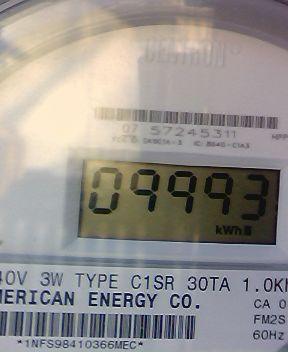 CENTRON®
07 57245311
09993
kWh
40V 3W TYPE C1SR 30TA 1.0K
MERICAN ENERGY CO.
CA 0
FM2S
60Hz
*1NFS98410366MEC*